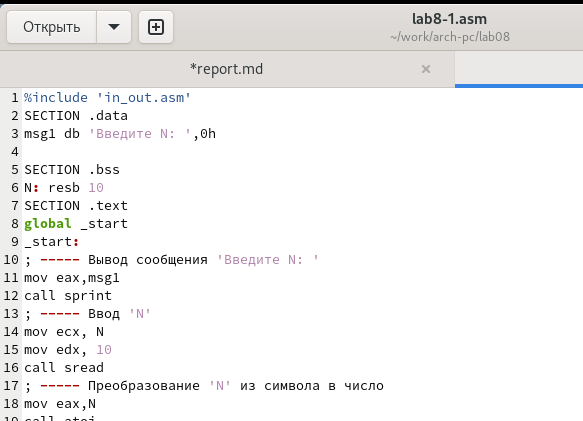 Открыть
lab8-1.asm
~/work/arch-pc/lab08
*report.md ×
1 %include 'in_out.asm'
2 SECTION .data
3 msg1 db 'Введите N: ',0h
4
5 SECTION .bss
6 N: resb 10
7 SECTION .text
8 global _start
9 _start:
10 ; ----- Вывод сообщения 'Введите N: '
11 mov eax,msg1
12 call sprint
13 ; ----- Ввод 'N'
14 mov ecx, N
15 mov edx, 10
16 call sread
17 ; ----- Преобразование 'N' из символа в число
18 mov eax,N
19 call atoi